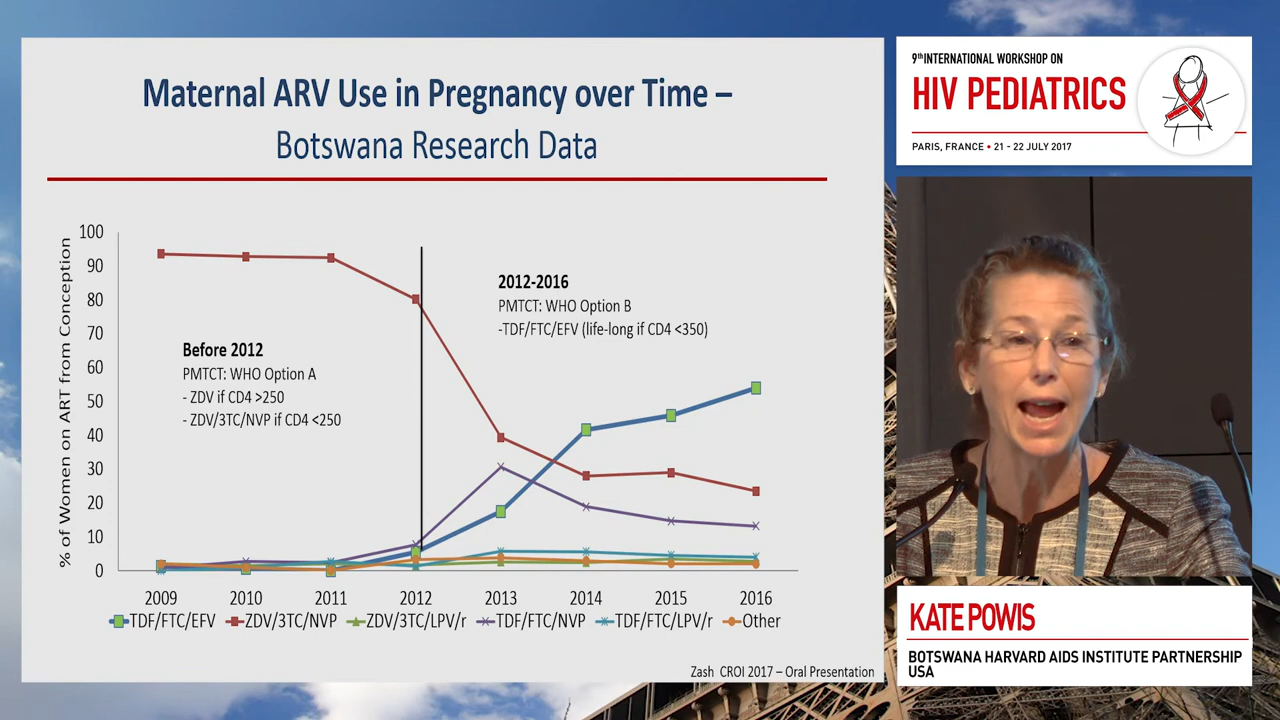 Maternal ARV Use in Pregnancy over Time –
Botswana Research Data
% of Women on ART from Conception
100
90
80
70
60
50
40
30
20
10
0
Before 2012
PMTCT: WHO Option A
- ZDV if CD4 >250
- ZDV/3TC/NVP if CD4 <250
2012-2016
PMTCT: WHO Option B
-TDF/FTC/EFV (life-long if CD4 <350)
2009 2010 2011 2012 2013 2014 2015 2016
TDF/FTC/EFV ZDV/3TC/NVP ZDV/3TC/LPV/r TDF/FTC/NVP TDF/FTC/LPV/r Other
Zash CROI 2017 – Oral Presentation
9th INTERNATIONAL WORKSHOP ON
HIV PEDIATRICS
PARIS, FRANCE • 21 - 22 JULY 2017
KATE POWIS
BOTSWANA HARVARD AIDS INSTITUTE PARTNERSHIP
USA